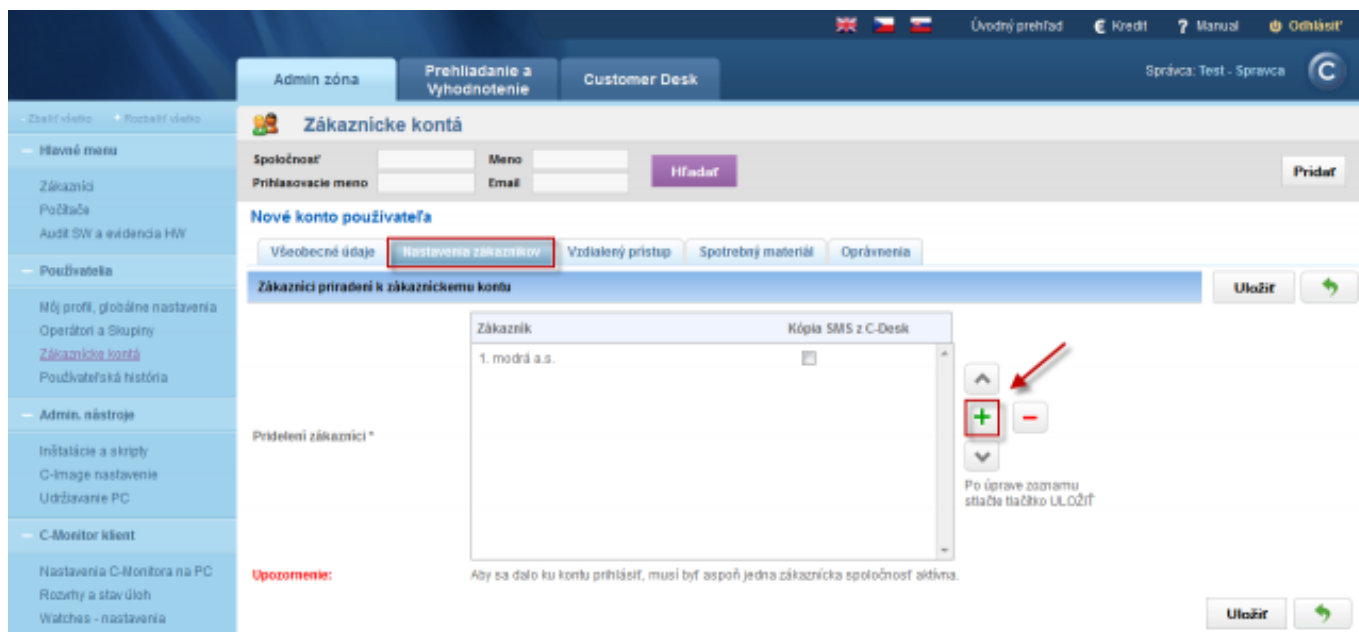 Úvodný prehľad € Kredit ? Manual Odhlásiť
Admin zóna
Prehliadanie a
Vyhodnotenie
Customer Desk
Správca: Test - Spravca
Zbaliť všetko Rozbaliť všetko
Hlavné menu
Zákazníci
Počítače
Audit SW a evidencia HW
Používatelia
Môj profil, globálne nastavenia
Operátori a Skupiny
Zákaznícke kontá
Používateľská história
Admin. nástroje
Inštalácie a skripty
C-Image nastavenie
Udržiavanie PC
C-Monitor klient
Nastavenia C-Monitora na PC
Rozvrhy a stav úloh
Watches - nastavenia
Zákaznícke kontá
Spoločnosť Meno
Prihlasovacie meno Email
Hľadať
Pridať
Nové konto používateľa
Všeobecné údaje Nastavenia zákazníkov Vzdialený prístup Spotrebný materiál Oprávnenia
Zákazníci priradení k zákazníckemu kontu
Uložiť
Zákazník Kópia SMS z C-Desk
1. modrá a.s.
Pridelení zákazníci *
Po úprave zoznamu
stlačte tlačítko ULOŽIŤ
Upozornenie: Aby sa dalo ku kontu prihlásiť, musí byť aspoň jedna zákaznícka spoločnosť aktívna.
Uložiť